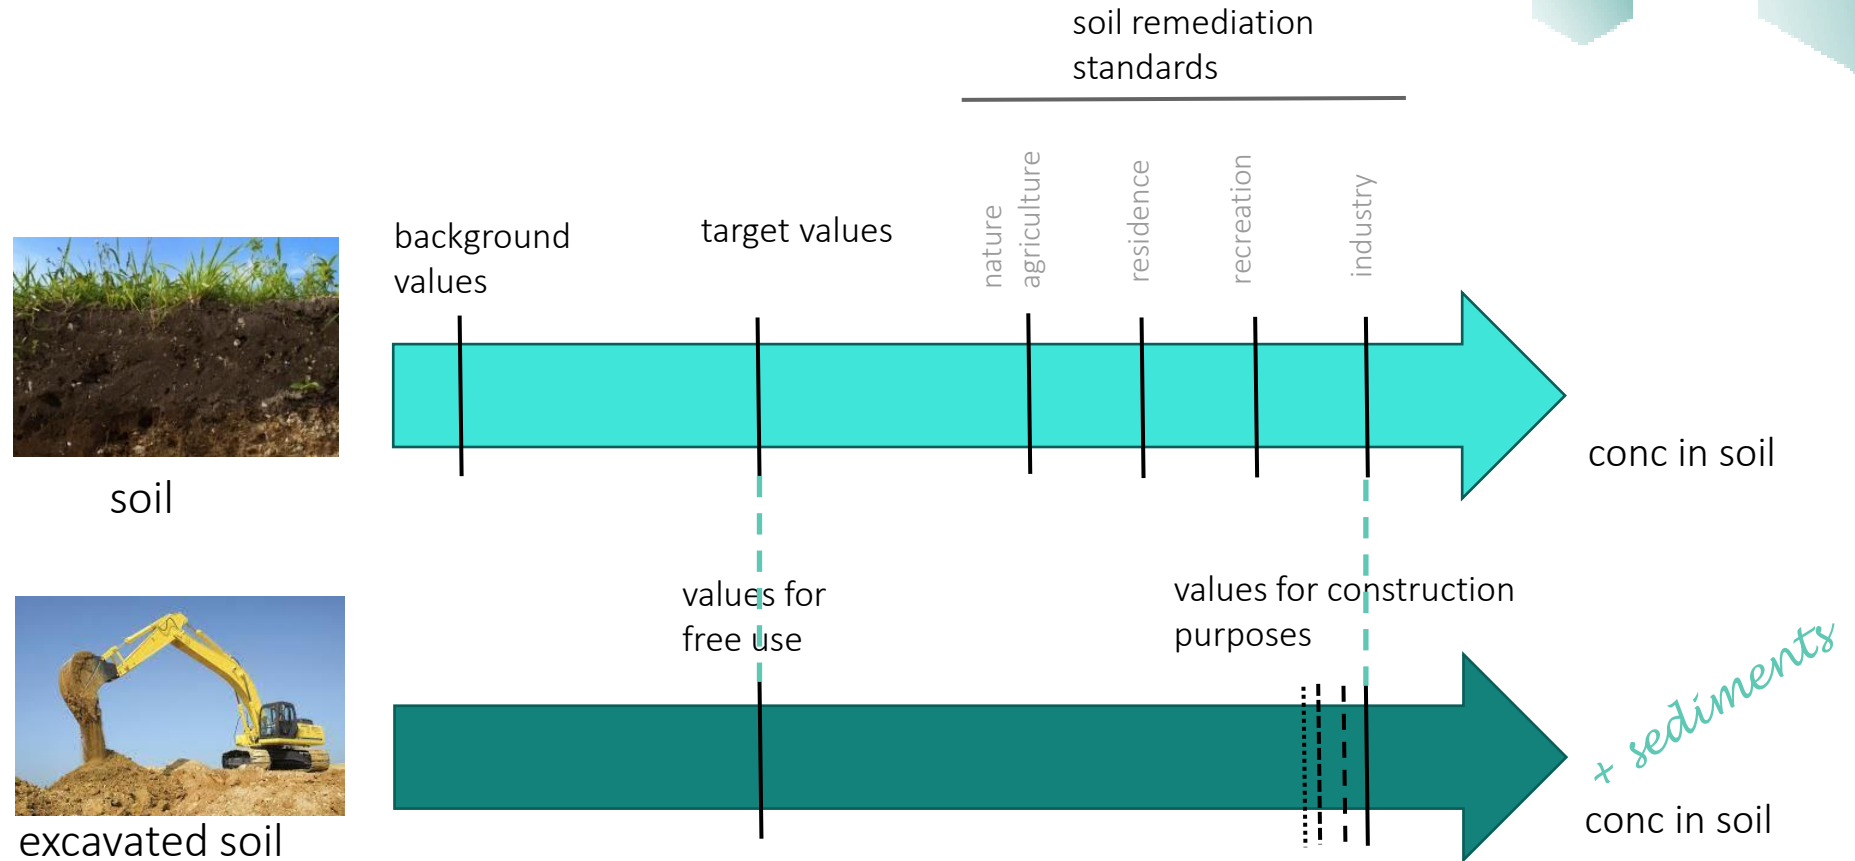 soil remediation
standards
nature
agriculture
residence
recreation
industry
background
values
target values
conc in soil
soil
values for
free use
values for construction
purposes
+ sediments
conc in soil
excavated soil